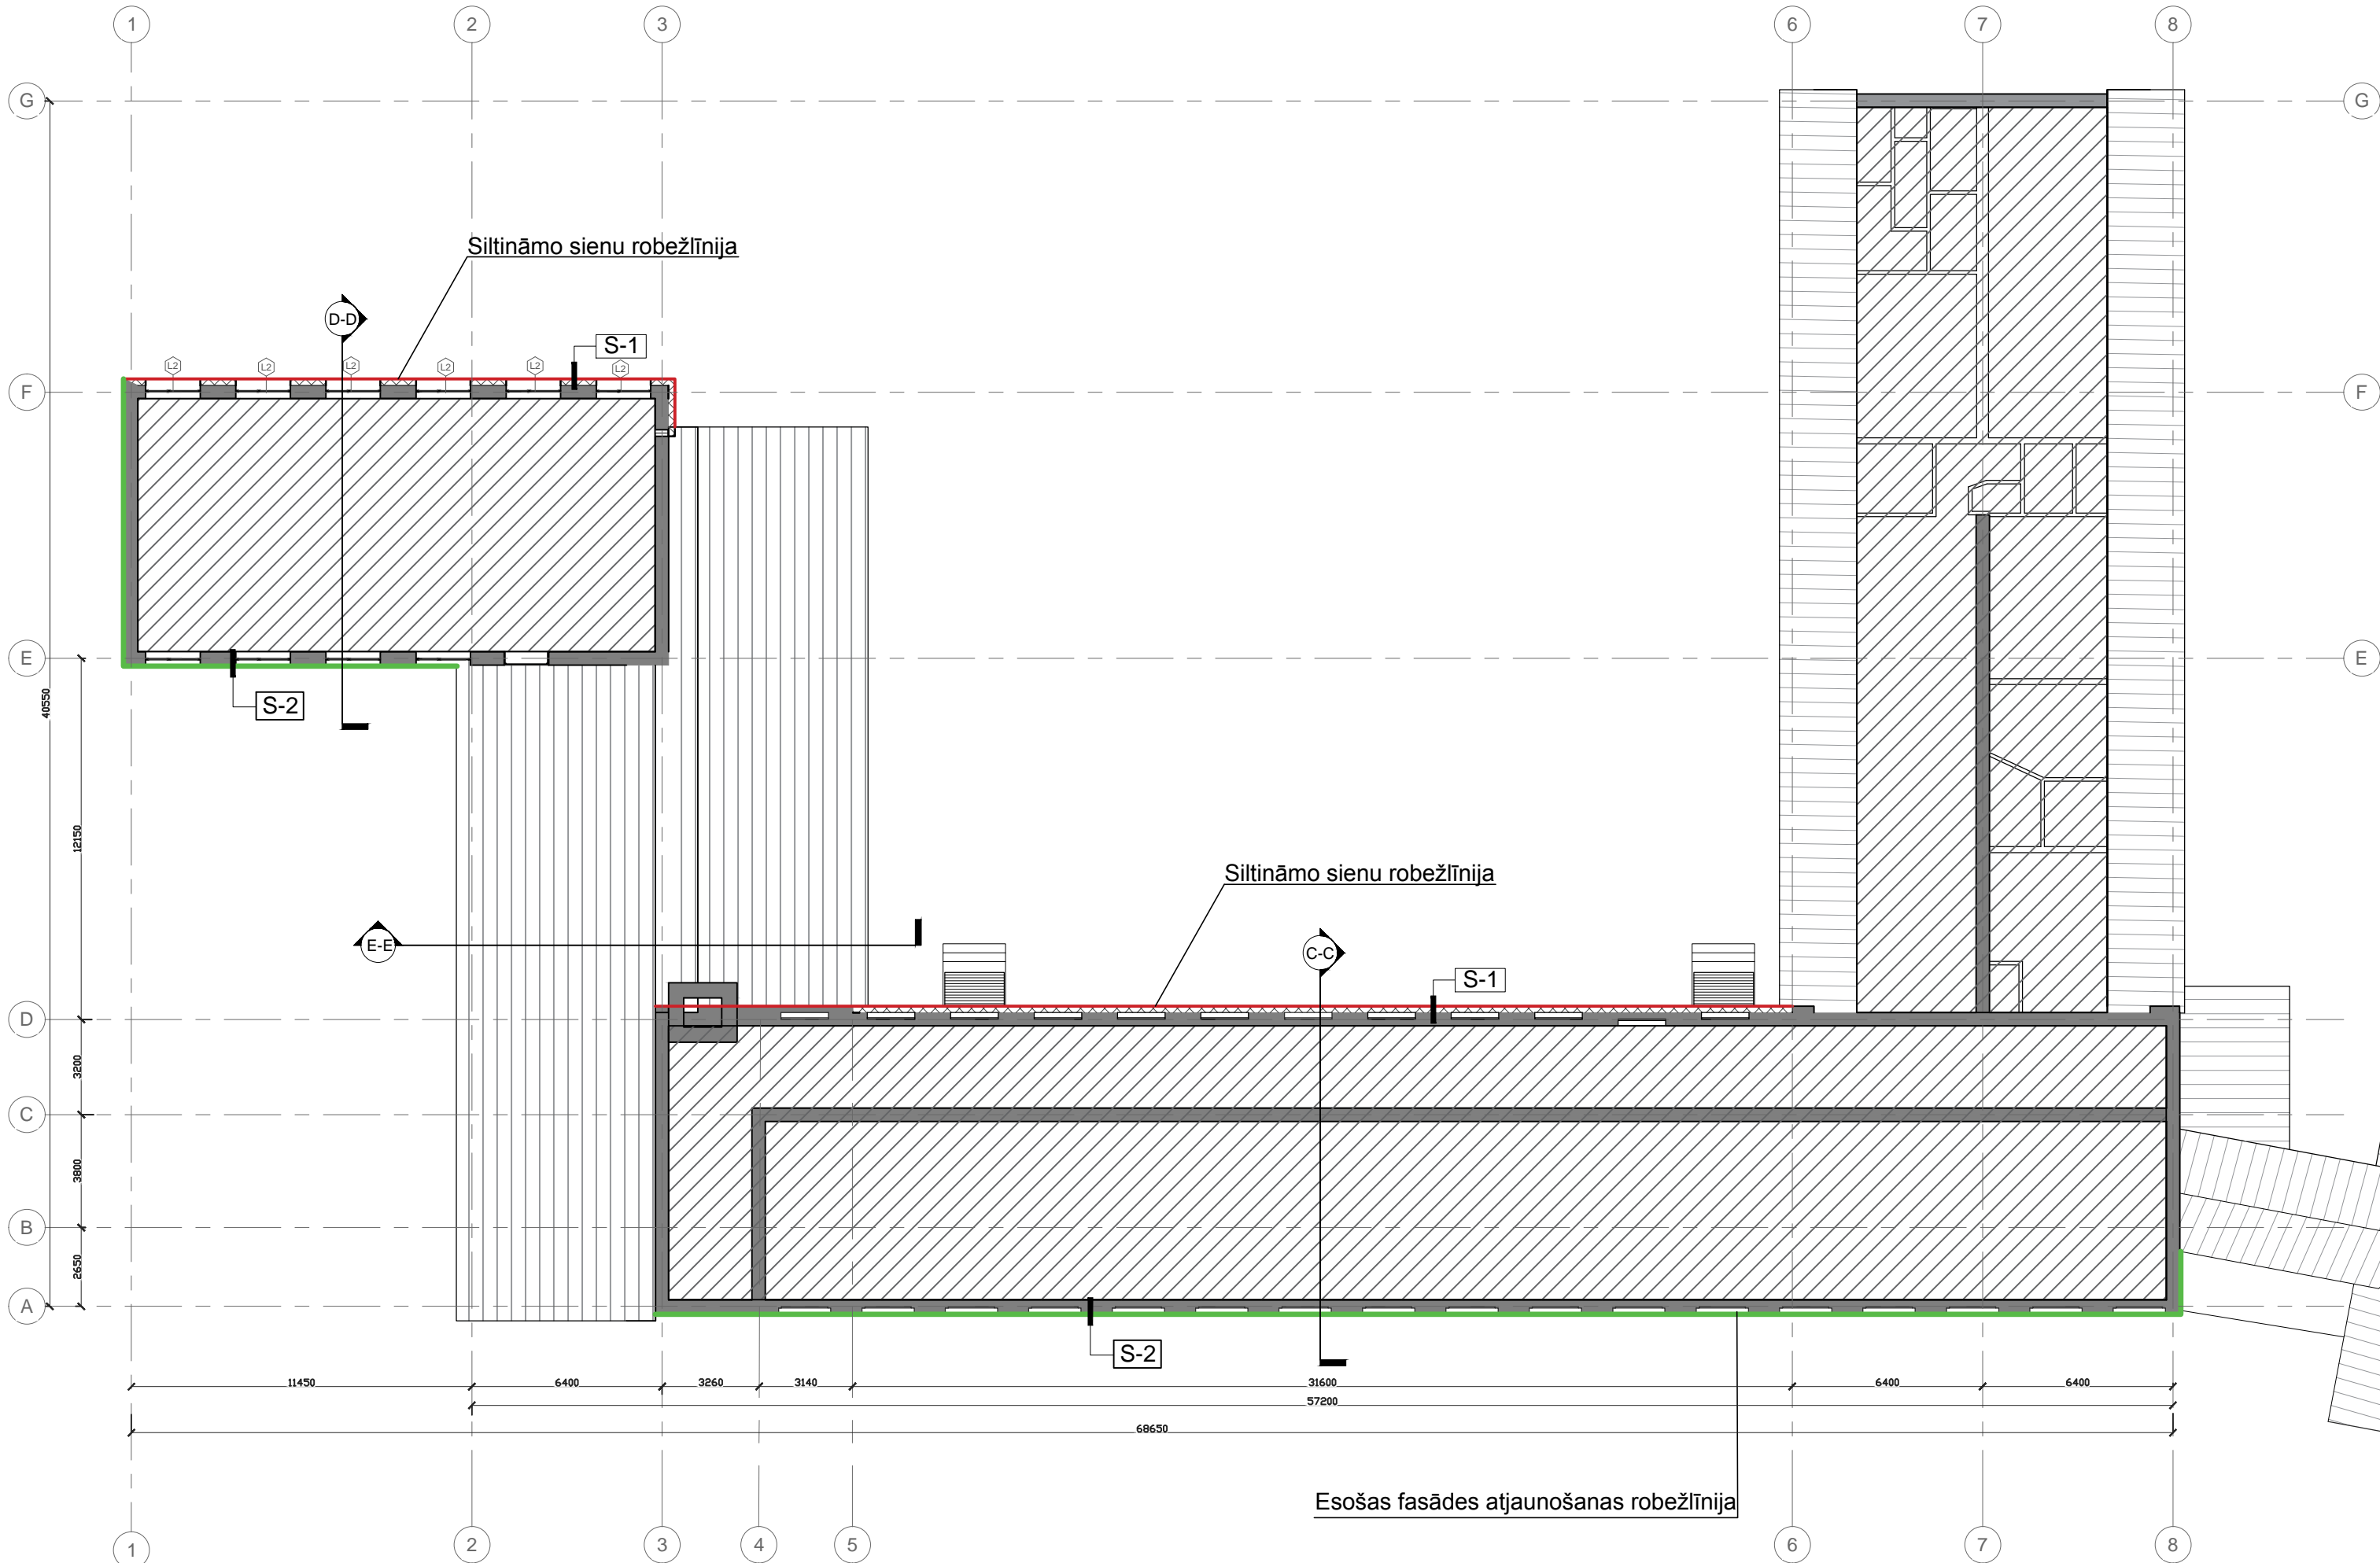 1
2
3
6
7
8
G
G
Siltināmo sienu robežlīnija
D-D
S-1
L2
L2
L2
L2
L2
L2
F
F
E
E
S-2
40550
12150
Siltināmo sienu robežlīnija
E-E
C-C
S-1
D
3200
C
3800
B
2650
A
S-2
11450
6400
3260
3140
31600
6400
6400
57200
68650
Esošas fasādes atjaunošanas robežlīnija
1
2
3
4
5
6
7
8